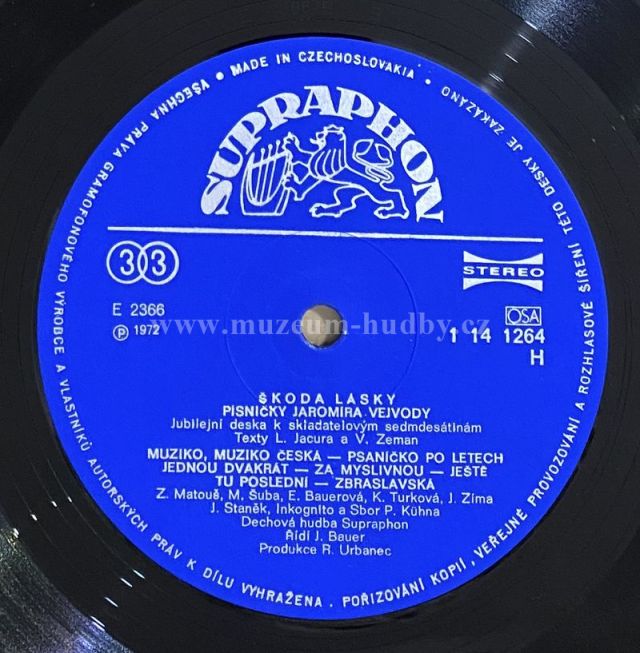 VŠECHNA PRÁVA GRAMOFONOVÉHO VÝROBCE A VLASTNÍKŮ AUTORSKÝCH PRÁV K DÍLU VYHRAŽENA. POŘIZOVÁNÍ KOPIÍ, VEŘEJNÉ PROVOZOVÁNÍ A ROZHLASOVÉ ŠÍŘENÍ TÉTO DESKY JE ZAKÁZÁNO
• MADE IN CZECHOSLOVAKIA •
SUPRAPHON
33
STEREO
E 2366
OSA
Ⓟ 1972
www.muzeum-hudby.cz
1 14 1264
H
ŠKODA LÁSKY
PÍSNIČKY JAROMÍRA VEJVODY
Jubilejní deska k skladatelovým sedmdesátinám
Texty L. Jacura a V. Zeman
MUZIKO, MUZIKO ČESKÁ — PSANÍČKO PO LETECH
JEDNOU DVAKRÁT — ZA MYSLIVNOU — JEŠTĚ
TU POSLEDNÍ — ZBRASLAVSKÁ
Z. Matouš, M. Šuba, E. Bauerová, K. Turková, J. Zíma
J. Staněk, Inkognito a Sbor P. Kühna
Dechová hudba Supraphon
Řídí J. Bauer
Produkce R. Urbanec